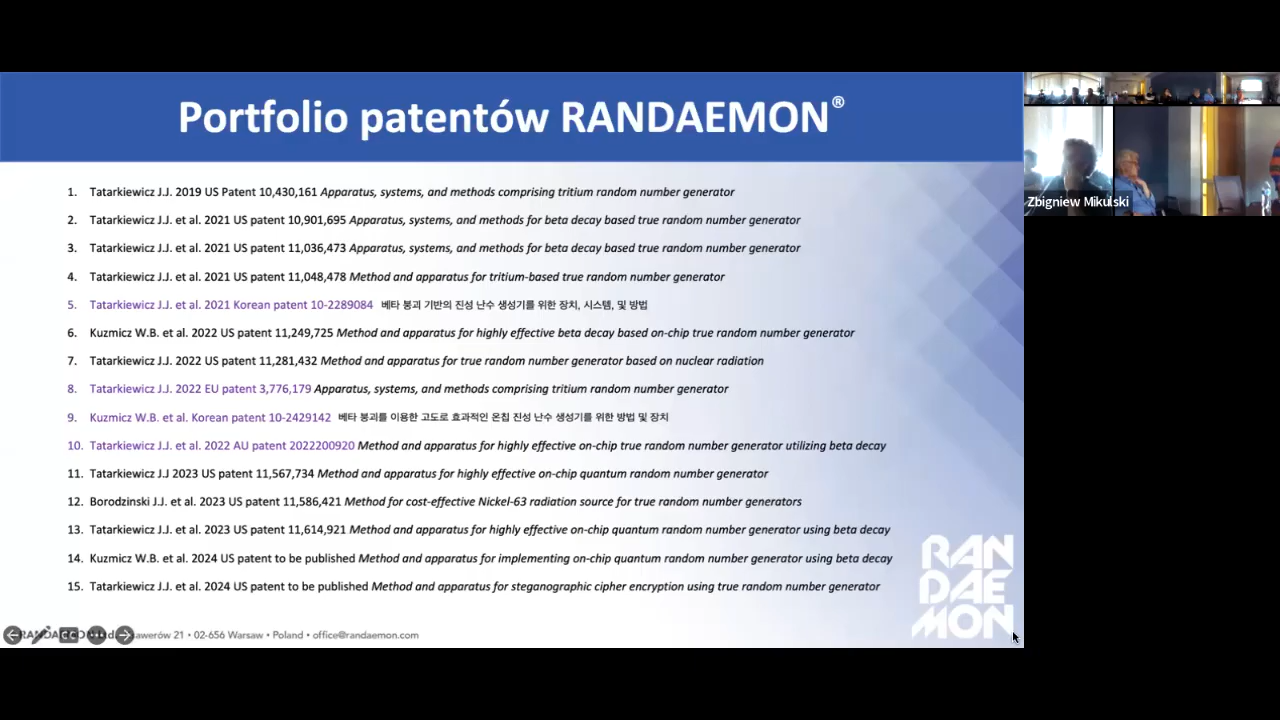 Portfolio patentów RANDAEMON®
1. Tatarkiewicz J.J. 2019 US Patent 10,430,161 Apparatus, systems, and methods comprising tritium random number generator
2. Tatarkiewicz J.J. et al. 2021 US patent 10,901,695 Apparatus, systems, and methods for beta decay based true random number generator
3. Tatarkiewicz J.J. et al. 2021 US patent 11,036,473 Apparatus, systems, and methods for beta decay based true random number generator
4. Tatarkiewicz J.J. et al. 2021 US patent 11,048,478 Method and apparatus for tritium-based true random number generator
5. Tatarkiewicz J.J. et al. 2021 Korean patent 10-2289084 베타 붕괴 기반의 진성 난수 생성기를 위한 장치, 시스템, 및 방법
6. Kuzmicz W.B. et al. 2022 US patent 11,249,725 Method and apparatus for highly effective beta decay based on-chip true random number generator
7. Tatarkiewicz J.J. 2022 US patent 11,281,432 Method and apparatus for true random number generator based on nuclear radiation
8. Tatarkiewicz J.J. 2022 EU patent 3,776,179 Apparatus, systems, and methods comprising tritium random number generator
9. Kuzmicz W.B. et al. Korean patent 10-2429142 베타 붕괴를 이용한 고도로 효과적인 온칩 진성 난수 생성기를 위한 방법 및 장치
10. Tatarkiewicz J.J. et al. 2022 AU patent 2022200920 Method and apparatus for highly effective on-chip true random number generator utilizing beta decay
11. Tatarkiewicz J.J 2023 US patent 11,567,734 Method and apparatus for highly effective on-chip quantum random number generator
12. Borodzinski J.J. et al. 2023 US patent 11,586,421 Method for cost-effective Nickel-63 radiation source for true random number generators
13. Tatarkiewicz J.J. et al. 2023 US patent 11,614,921 Method and apparatus for highly effective on-chip quantum random number generator using beta decay
14. Kuzmicz W.B. et al. 2024 US patent to be published Method and apparatus for implementing on-chip quantum random number generator using beta decay
15. Tatarkiewicz J.J. et al. 2024 US patent to be published Method and apparatus for steganographic cipher encryption using true random number generator
RAN
DAE
MON
21 • 02-656 Warsaw • Poland • office@randaemon.com
Zbigniew Mikulski